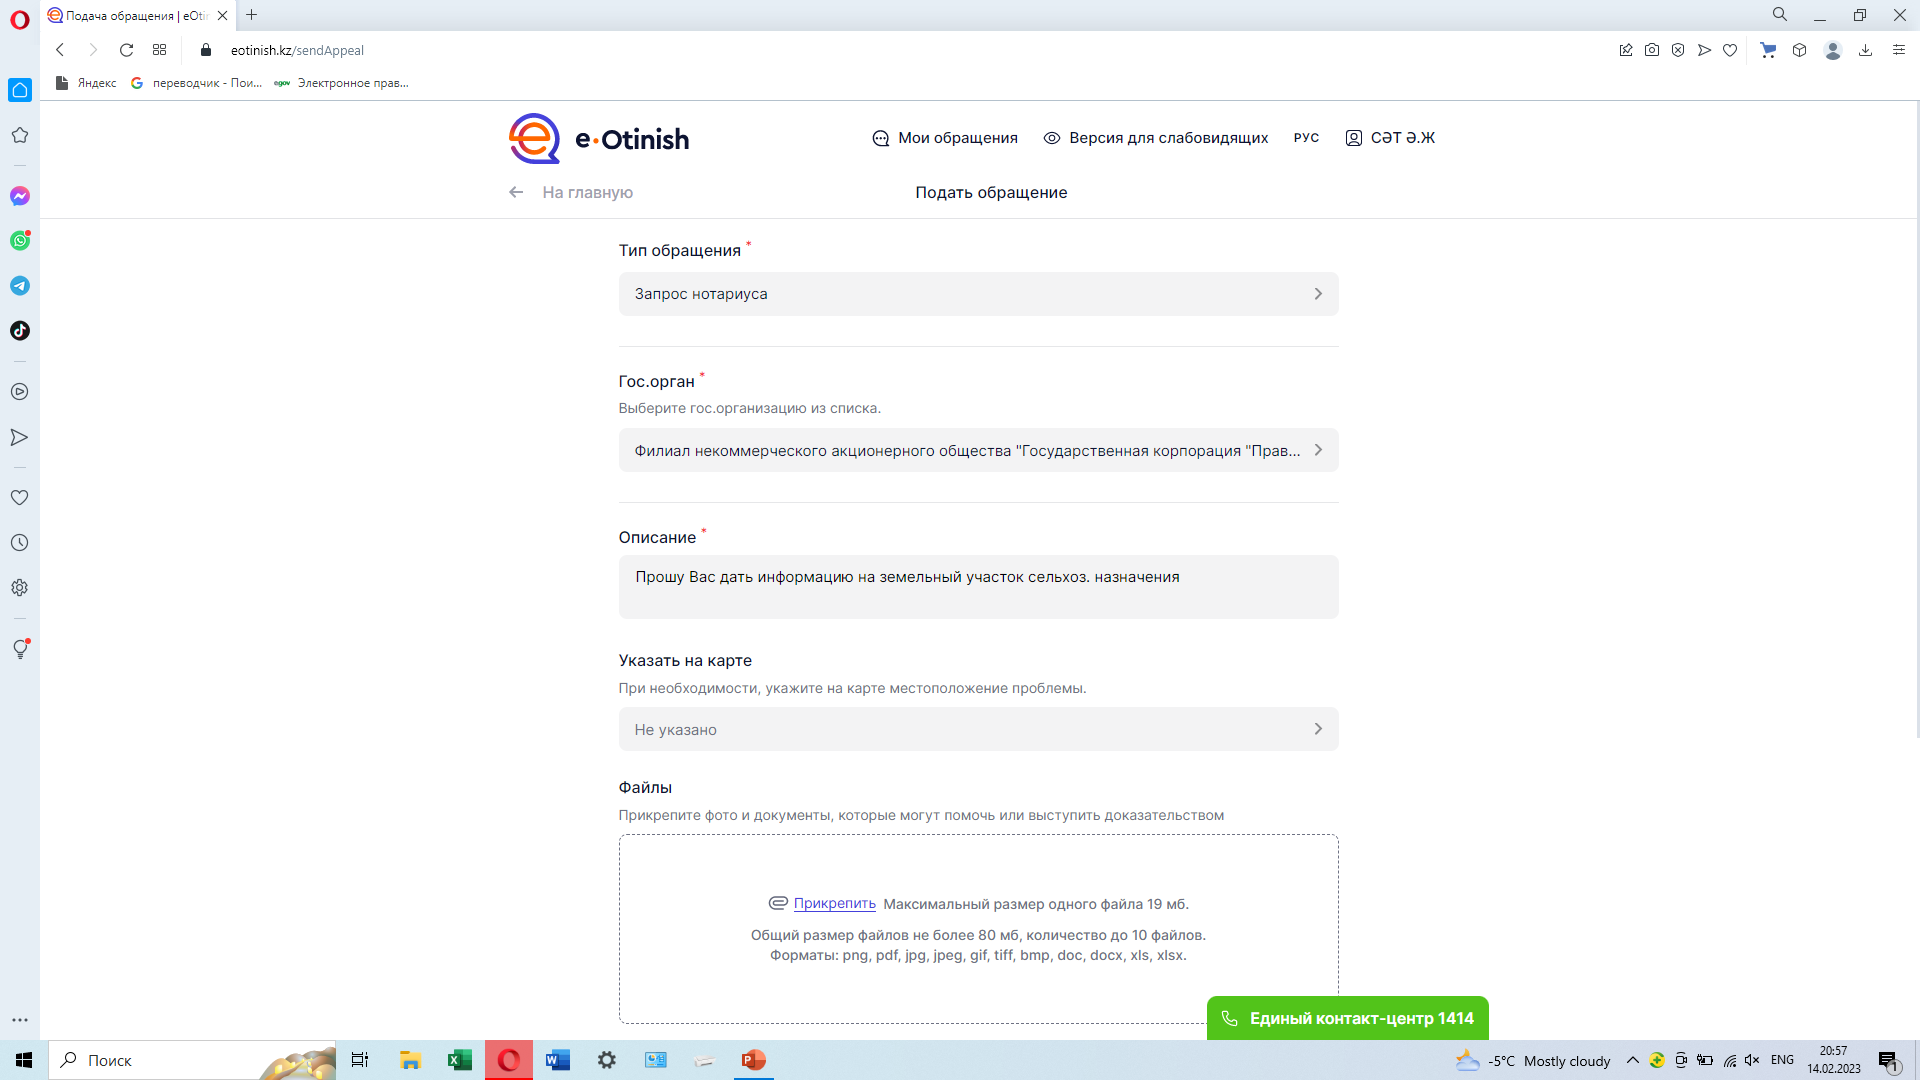 Подача обращения | eOtin
eotinish.kz/sendAppeal
Яндекс
переводчик - Пои...
egov
Электронное прав...
e·Otinish
Мои обращения
Версия для слабовидящих
РУС
СӘТ Ә.Ж
На главную
Подать обращение
Тип обращения *
Запрос нотариуса
Гос.орган *
Выберите гос.организацию из списка.
Филиал некоммерческого акционерного общества "Государственная корпорация "Прав...
Описание *
Прошу Вас дать информацию на земельный участок сельхоз. назначения
Указать на карте
При необходимости, укажите на карте местоположение проблемы.
Не указано
Файлы
Прикрепите фото и документы, которые могут помочь или выступить доказательством
Прикрепить Максимальный размер одного файла 19 мб.
Общий размер файлов не более 80 мб, количество до 10 файлов.
Форматы: png, pdf, jpg, jpeg, gif, tiff, bmp, doc, docx, xls, xlsx.
Единый контакт-центр 1414
Поиск
-5°C Mostly cloudy
ENG
20:57
14.02.2023
1